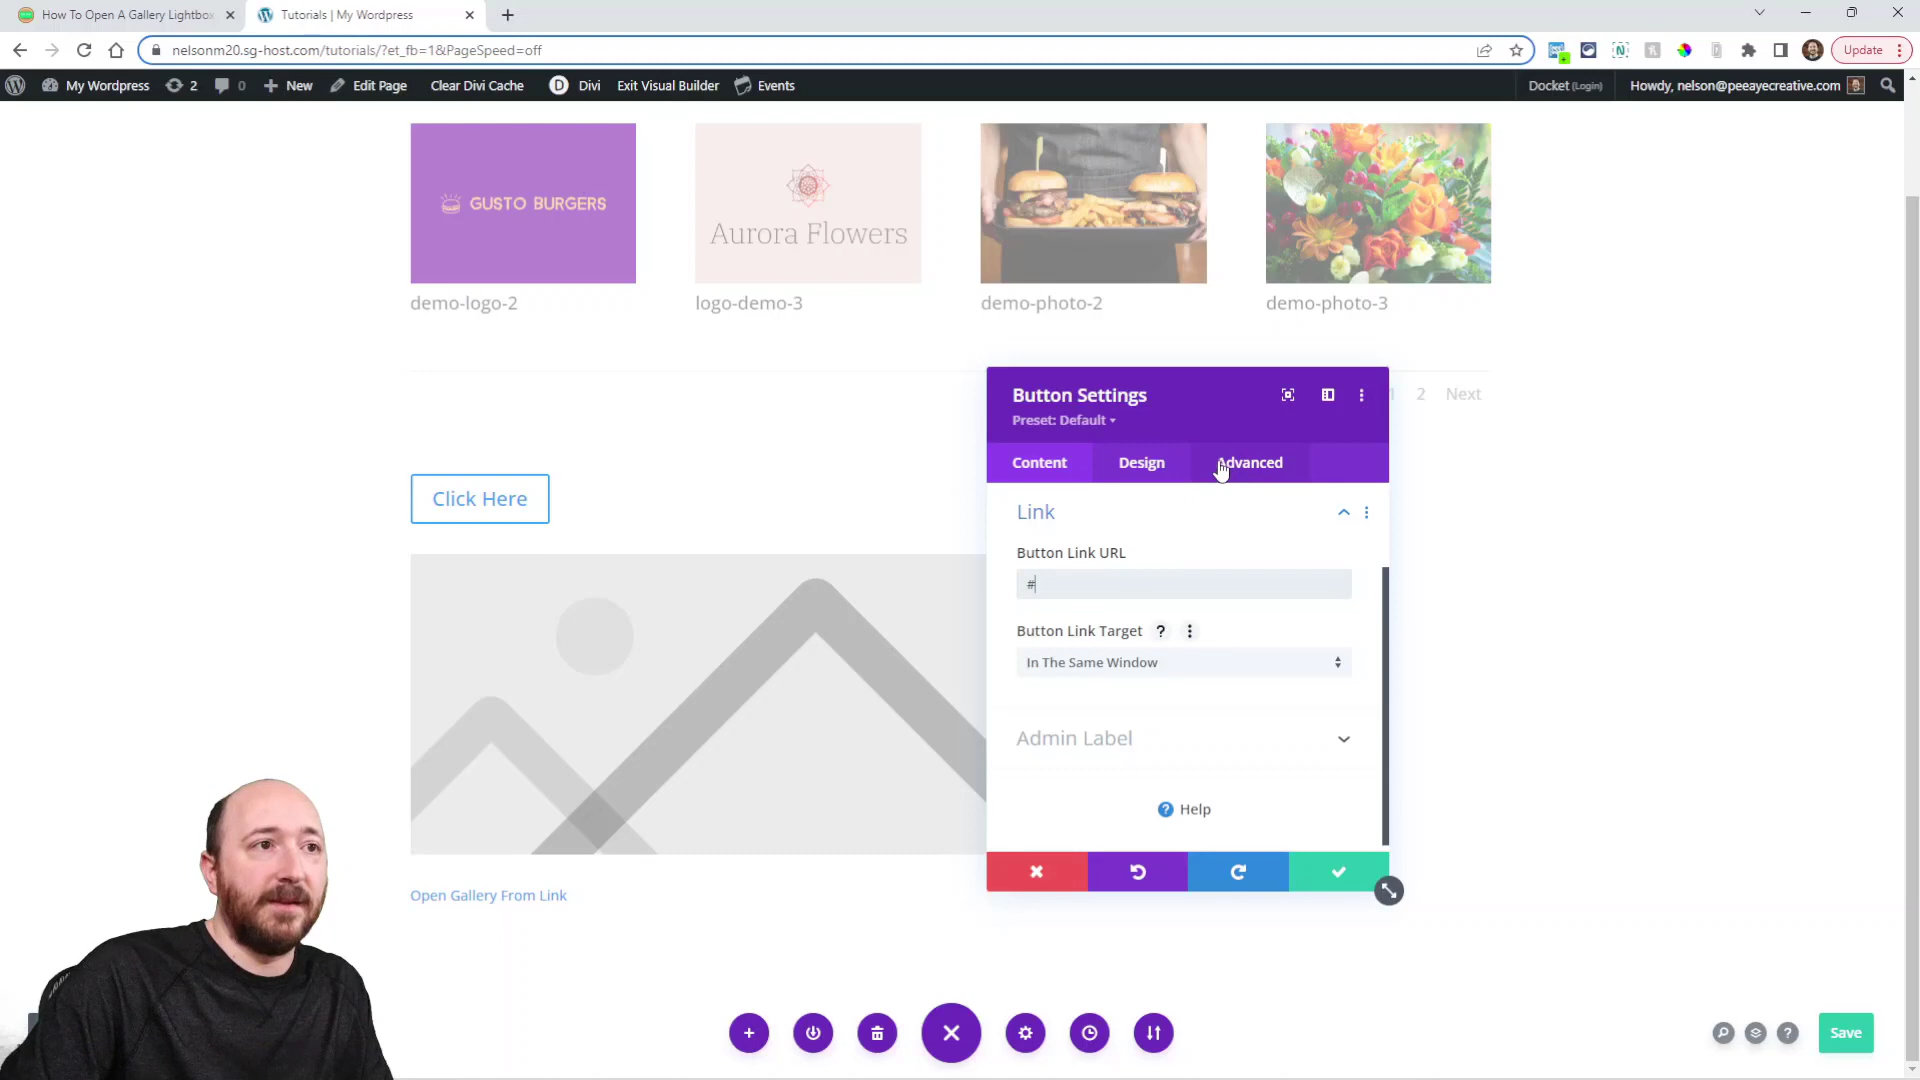 How To Open A Gallery Lightbox
Tutorials | My Wordpress
nelsonm20.sg-host.com/tutorials/?et_fb=1&PageSpeed=off
Update
My Wordpress 2 0 New Edit Page Clear Divi Cache D Divi Exit Visual Builder Events Docket (Login) Howdy, nelson@peeayecreative.com
GUSTO BURGERS
Aurora Flowers
demo-logo-2
logo-demo-3
demo-photo-2
demo-photo-3
Button Settings
Preset: Default
1 2 Next
Content Design Advanced
Click Here
Link
Button Link URL
#
Button Link Target ?
In The Same Window
Admin Label
? Help
Open Gallery From Link
? Save